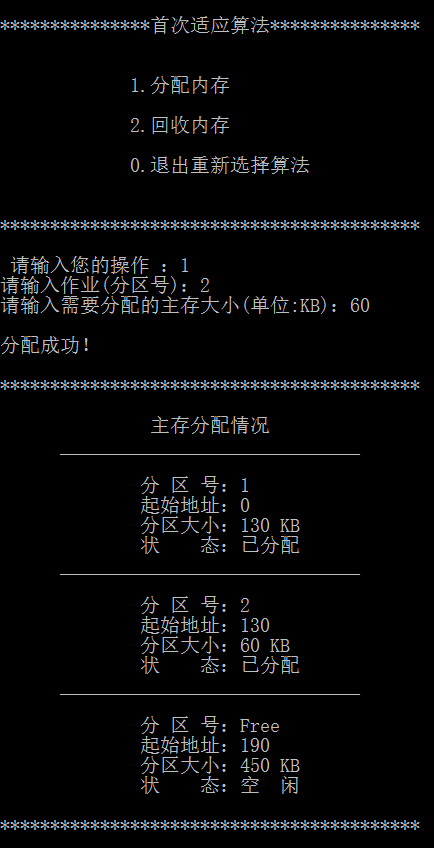 ***************首次适应算法***************
1.分配内存
2.回收内存
0.退出重新选择算法
******************************************
请输入您的操作 ：1
请输入作业(分区号)：2
请输入需要分配的主存大小(单位:KB)：60
分配成功！
******************************************
主存分配情况
______________________________
分 区 号：1
起始地址：0
分区大小：130 KB
状　　态：已分配
______________________________
分 区 号：2
起始地址：130
分区大小：60 KB
状　　态：已分配
______________________________
分 区 号：Free
起始地址：190
分区大小：450 KB
状　　态：空　闲
******************************************